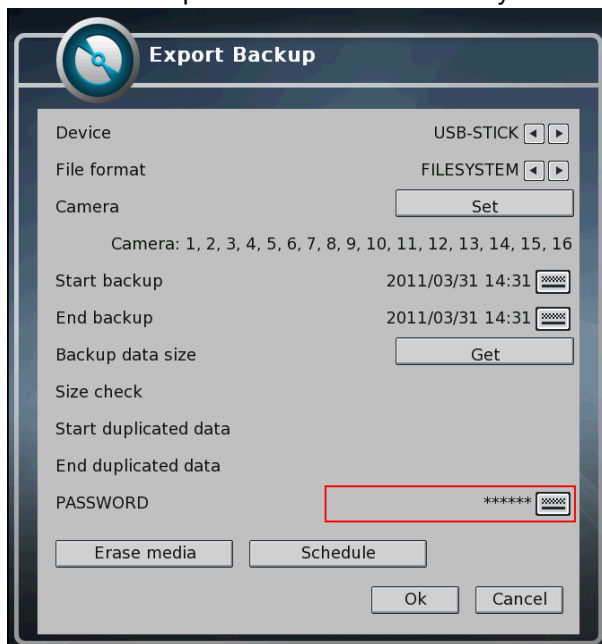 Export Backup
Device USB-STICK
File format FILESYSTEM
Camera Set
Camera: 1, 2, 3, 4, 5, 6, 7, 8, 9, 10, 11, 12, 13, 14, 15, 16
Start backup 2011/03/31 14:31
End backup 2011/03/31 14:31
Backup data size Get
Size check
Start duplicated data
End duplicated data
PASSWORD ******
Erase media Schedule
Ok Cancel